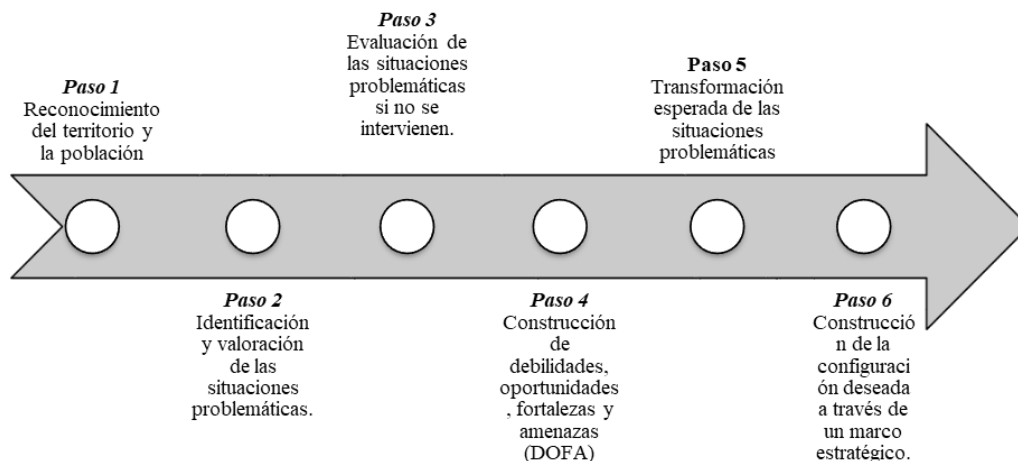 Paso 1
Reconocimiento
del territorio y
la población
Paso 2
Identificación
y valoración
de las
situaciones
problemáticas.
Paso 3
Evaluación de
las situaciones
problemáticas
si no se
intervienen.
Paso 4
Construcción
de
debilidades,
oportunidades
, fortalezas y
amenazas
(DOFA)
Paso 5
Transformación
esperada de las
situaciones
problemáticas
Paso 6
Construcció
n de la
configuraci
ón deseada
a través de
un marco
estratégico.